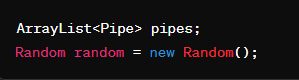 ArrayList<Pipe> pipes;
Random random = new Random();